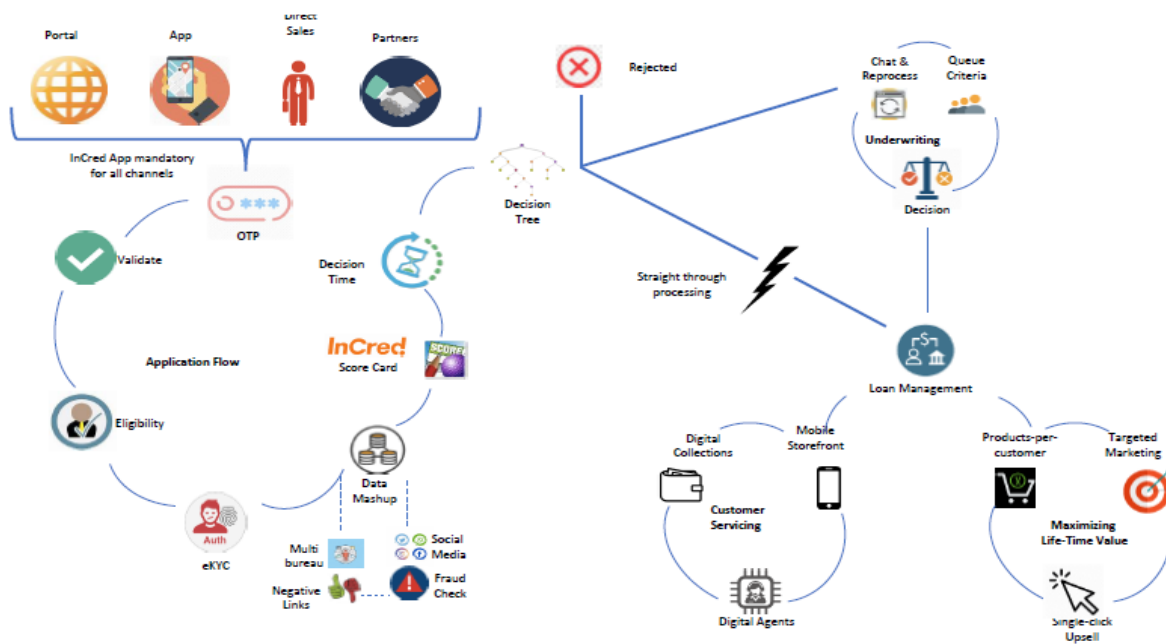 Portal
App
Direct
Sales
Partners
InCred App mandatory
for all channels
OTP
Validate
Application Flow
Eligibility
Auth
eKYC
Data
Mashup
Multi
bureau
Negative
Links
Social
Media
Fraud
Check
InCred
Score Card
SCORE!
Decision
Time
Decision
Tree
Rejected
Straight through
processing
Chat &
Reprocess
Queue
Criteria
Underwriting
Decision
$
Loan Management
Digital
Collections
Mobile
Storefront
Customer
Servicing
Digital Agents
Products-per-
customer
Targeted
Marketing
Maximizing
Life-Time Value
Single-click
Upsell